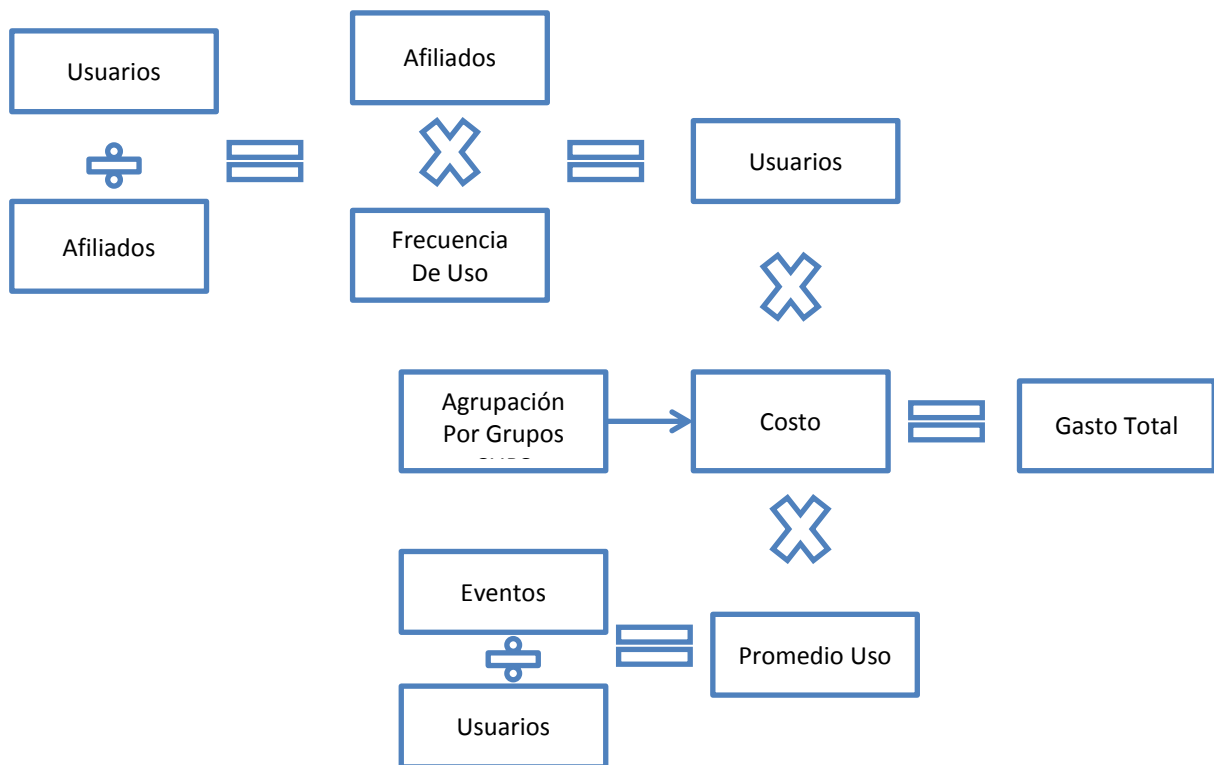 Usuarios
Afiliados
Afiliados
Frecuencia
De Uso
Usuarios
Agrupación
Por Grupos
Costo
Gasto Total
Eventos
Usuarios
Promedio Uso